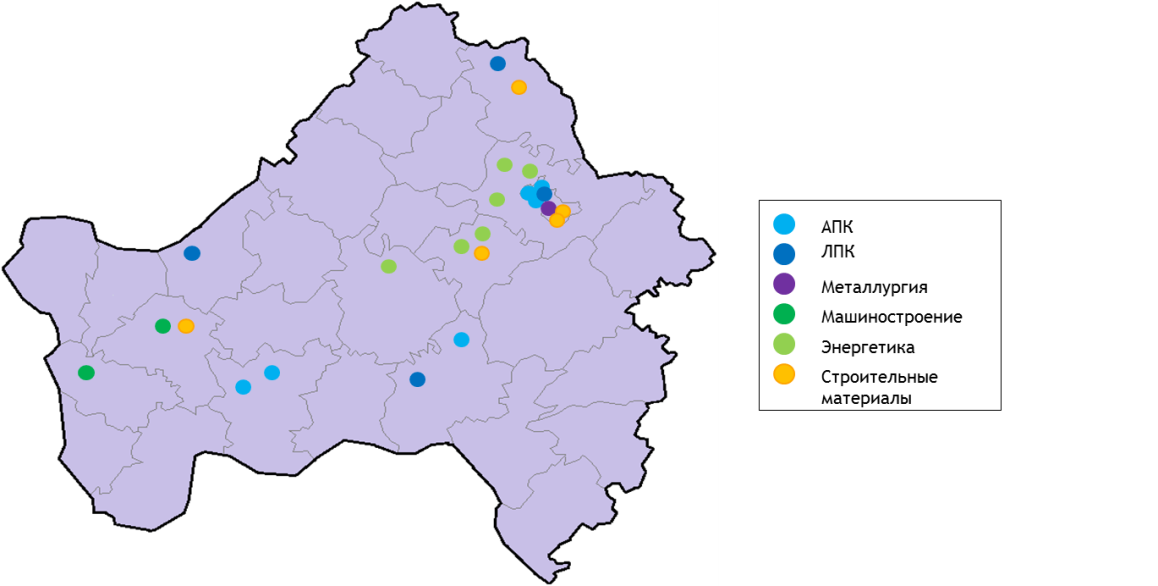 АПК
ЛПК
Металлургия
Машиностроение
Энергетика
Строительные
материалы